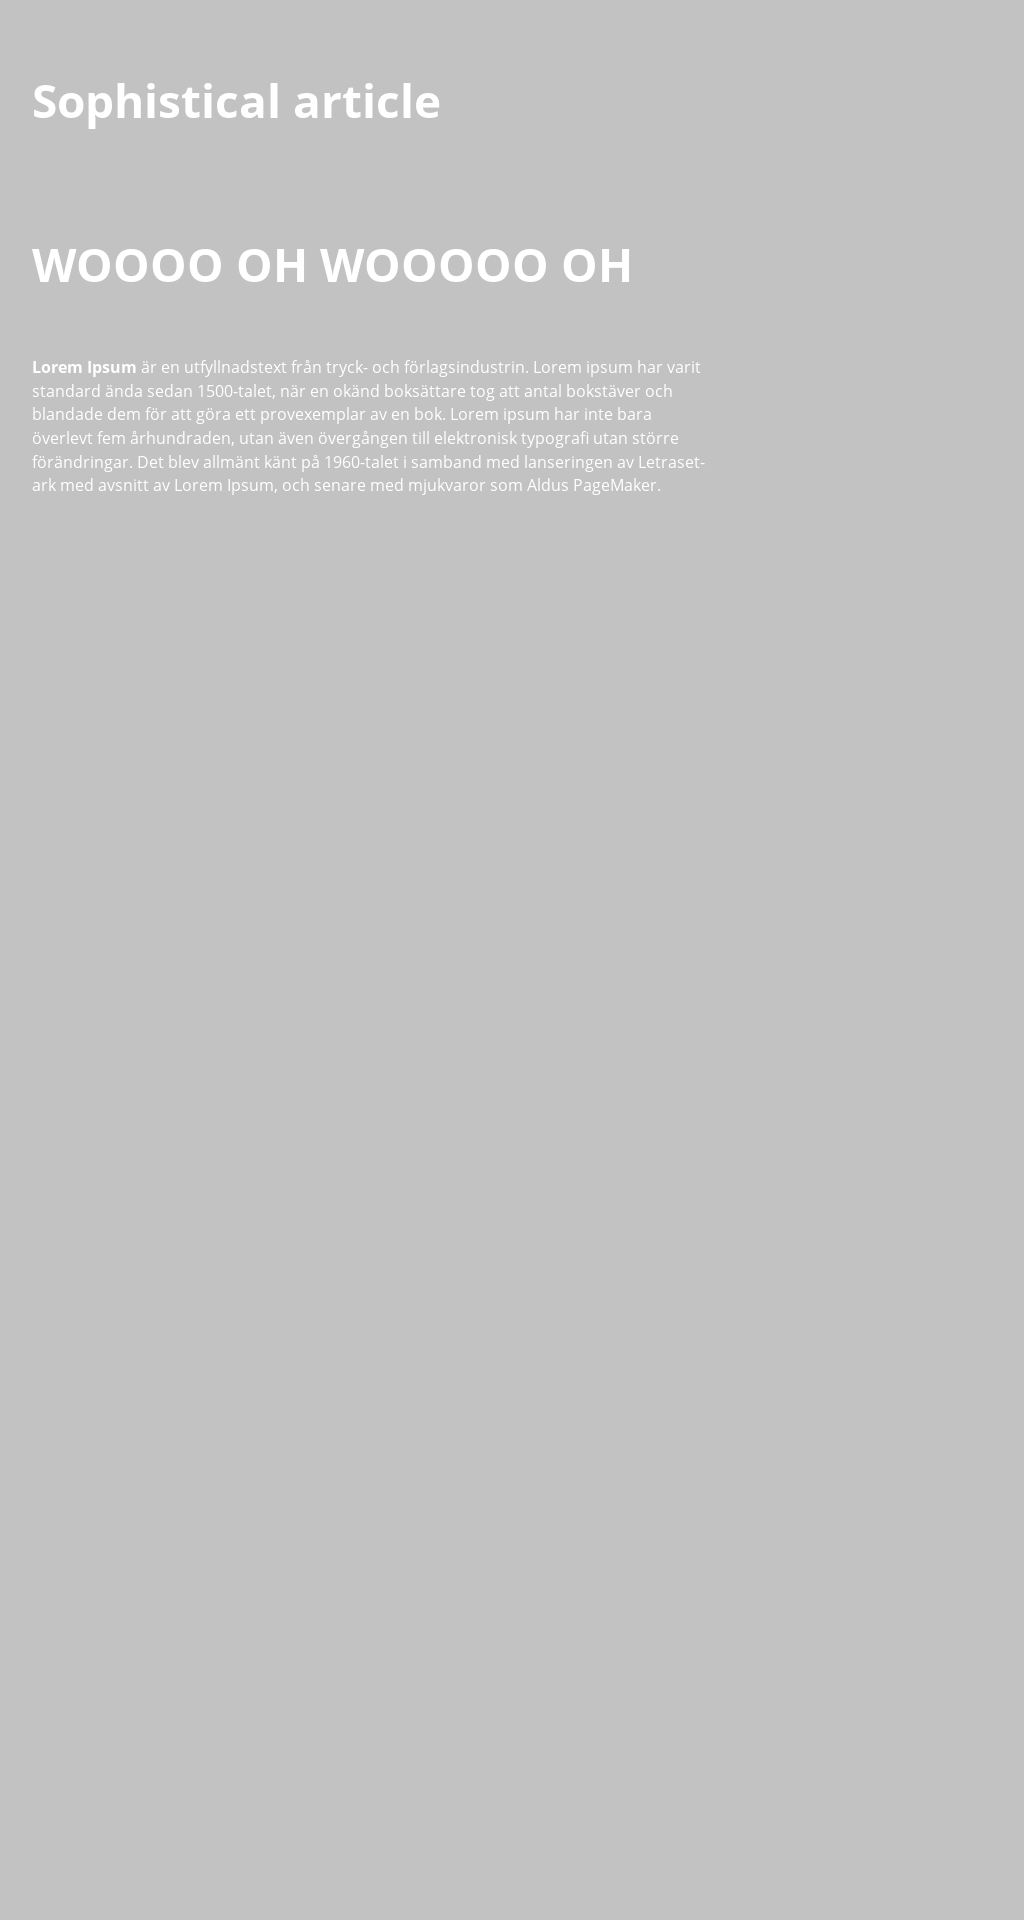 Sophistical article
WOOOO OH WOOOOO OH
Lorem Ipsum är en utfyllnadstext från tryck- och förlagsindustrin. Lorem ipsum har varit
standard ända sedan 1500-talet, när en okänd boksättare tog att antal bokstäver och
blandade dem för att göra ett provexemplar av en bok. Lorem ipsum har inte bara
överlevt fem århundraden, utan även övergången till elektronisk typografi utan större
förändringar. Det blev allmänt känt på 1960-talet i samband med lanseringen av Letraset-
ark med avsnitt av Lorem Ipsum, och senare med mjukvaror som Aldus PageMaker.